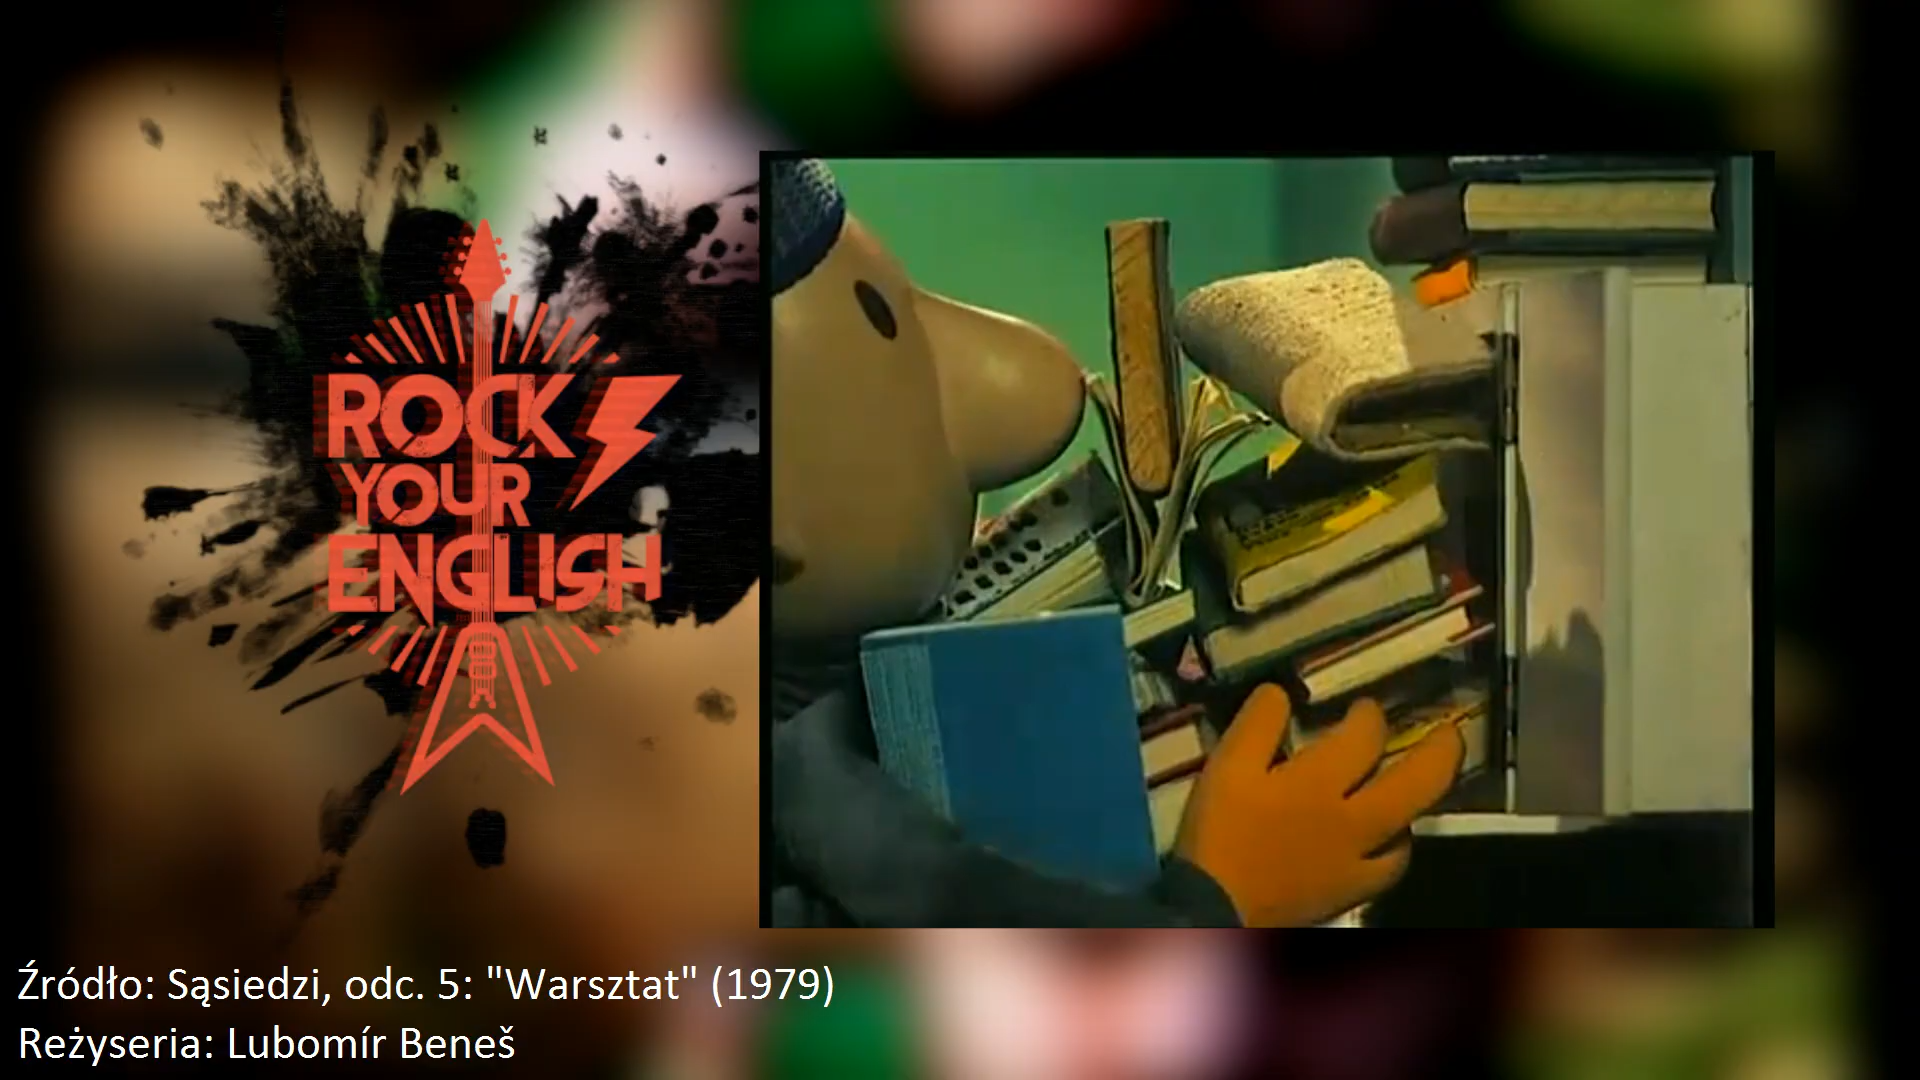 ROCK
YOUR
ENGLISH
Źródło: Sąsiedzi, odc. 5: "Warsztat" (1979)
Reżyseria: Lubomír Beneš